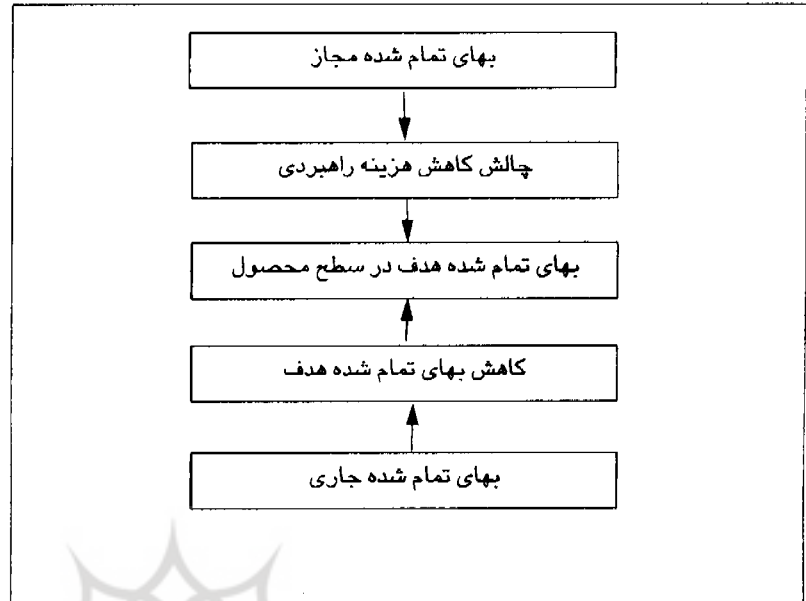 بهای تمام شده مجاز
چالش کاهش هزینه راهبردی
بهای تمام شده هدف در سطح محصول
کاهش بهای تمام شده هدف
بهای تمام شده جاری